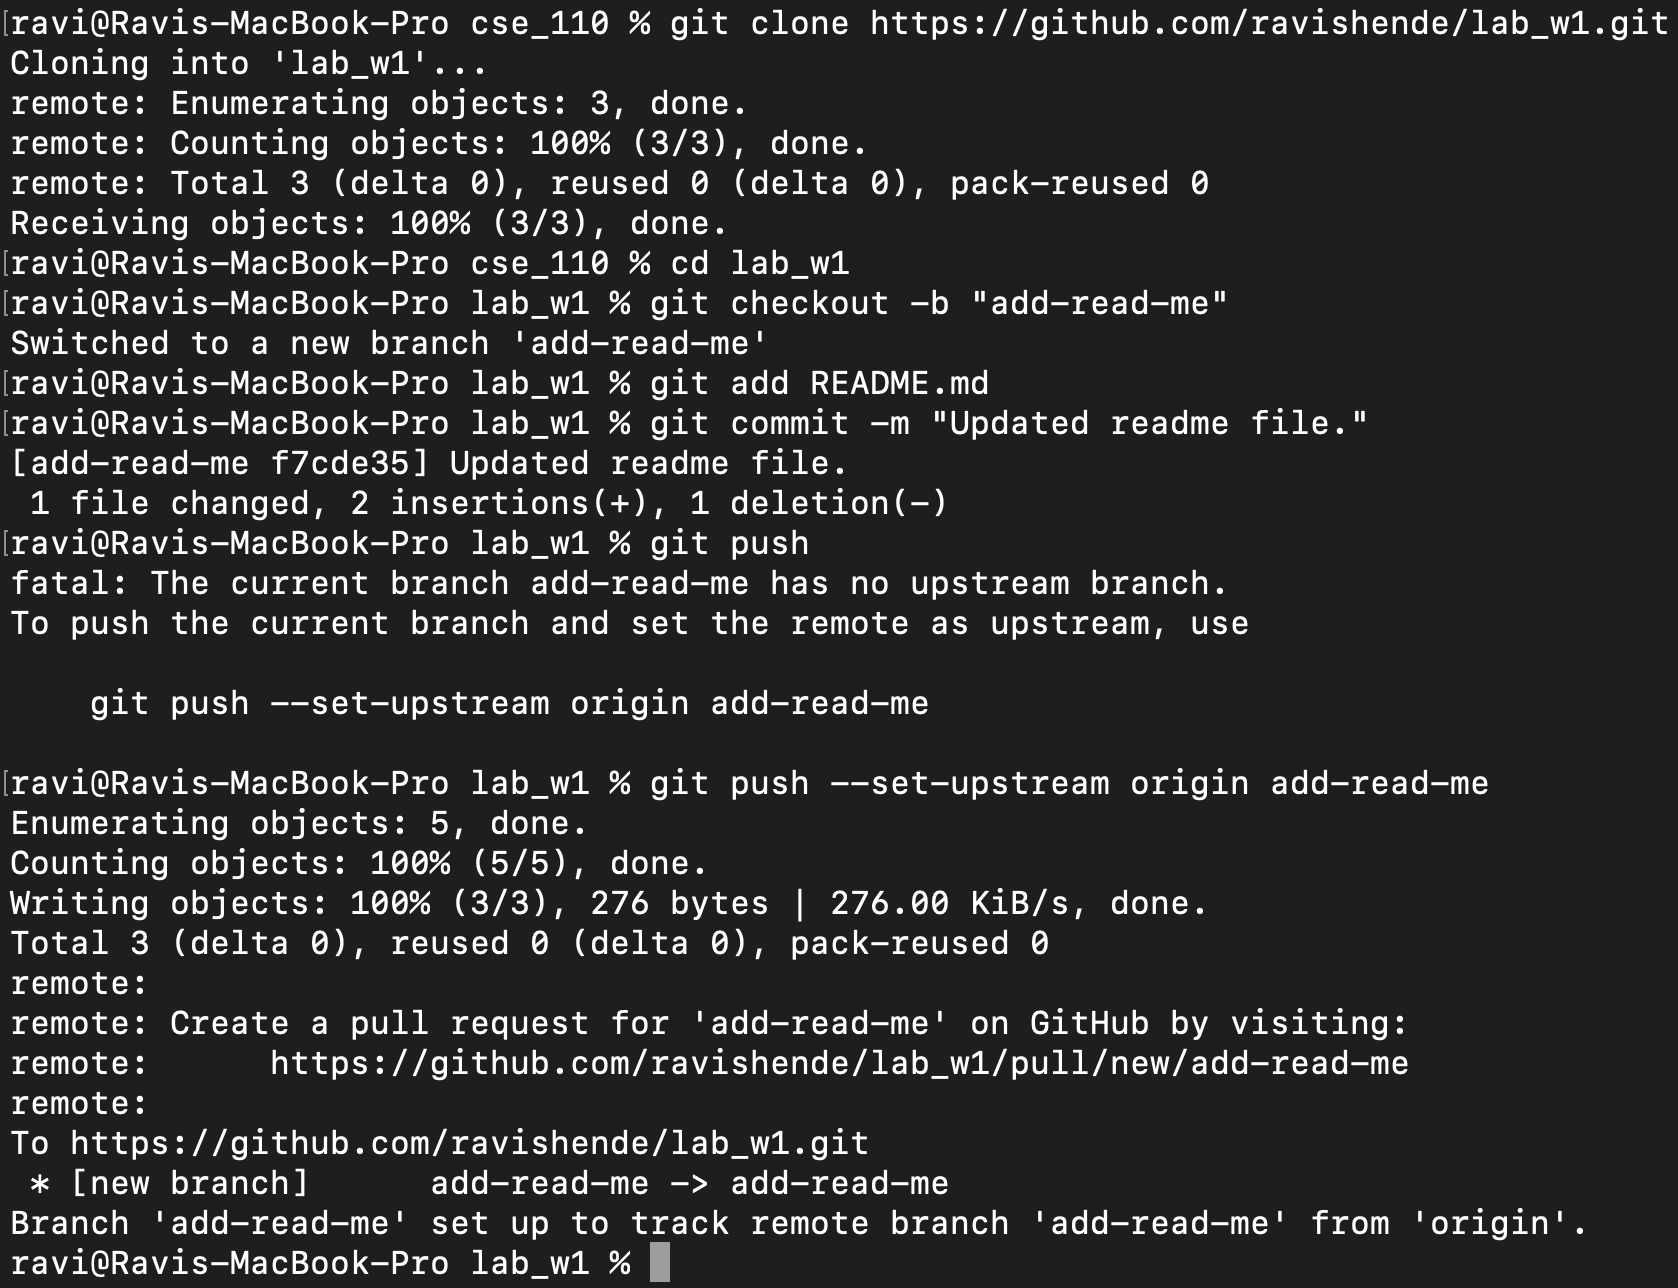 [ravi@Ravis-MacBook-Pro cse_110 % git clone https://github.com/ravishende/lab_w1.git
Cloning into 'lab_w1'...
remote: Enumerating objects: 3, done.
remote: Counting objects: 100% (3/3), done.
remote: Total 3 (delta 0), reused 0 (delta 0), pack-reused 0
Receiving objects: 100% (3/3), done.
[ravi@Ravis-MacBook-Pro cse_110 % cd lab_w1
[ravi@Ravis-MacBook-Pro lab_w1 % git checkout -b "add-read-me"
Switched to a new branch 'add-read-me'
[ravi@Ravis-MacBook-Pro lab_w1 % git add README.md
[ravi@Ravis-MacBook-Pro lab_w1 % git commit -m "Updated readme file."
[add-read-me f7cde35] Updated readme file.
 1 file changed, 2 insertions(+), 1 deletion(-)
[ravi@Ravis-MacBook-Pro lab_w1 % git push
fatal: The current branch add-read-me has no upstream branch.
To push the current branch and set the remote as upstream, use
    git push --set-upstream origin add-read-me
[ravi@Ravis-MacBook-Pro lab_w1 % git push --set-upstream origin add-read-me
Enumerating objects: 5, done.
Counting objects: 100% (5/5), done.
Writing objects: 100% (3/3), 276 bytes | 276.00 KiB/s, done.
Total 3 (delta 0), reused 0 (delta 0), pack-reused 0
remote:
remote: Create a pull request for 'add-read-me' on GitHub by visiting:
remote:      https://github.com/ravishende/lab_w1/pull/new/add-read-me
remote:
To https://github.com/ravishende/lab_w1.git
 * [new branch]      add-read-me -> add-read-me
Branch 'add-read-me' set up to track remote branch 'add-read-me' from 'origin'.
ravi@Ravis-MacBook-Pro lab_w1 %